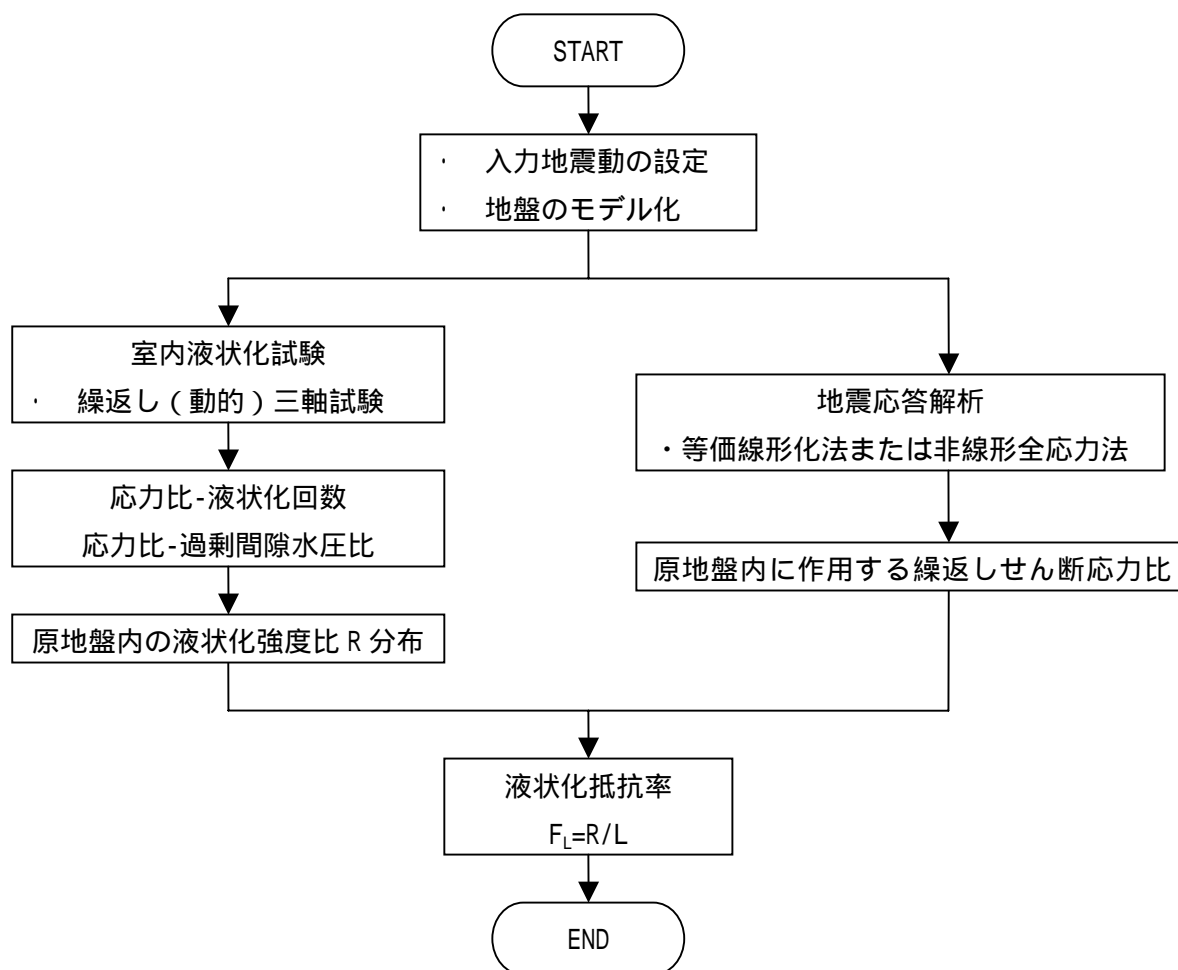 START
・ 入力地震動の設定
・ 地盤のモデル化
室内液状化試験
・ 繰返し（動的）三軸試験
応力比-液状化回数
応力比-過剰間隙水圧比
原地盤内の液状化強度比 R 分布
地震応答解析
・等価線形化法または非線形全応力法
原地盤内に作用する繰返しせん断応力比
液状化抵抗率
FL=R/L
END